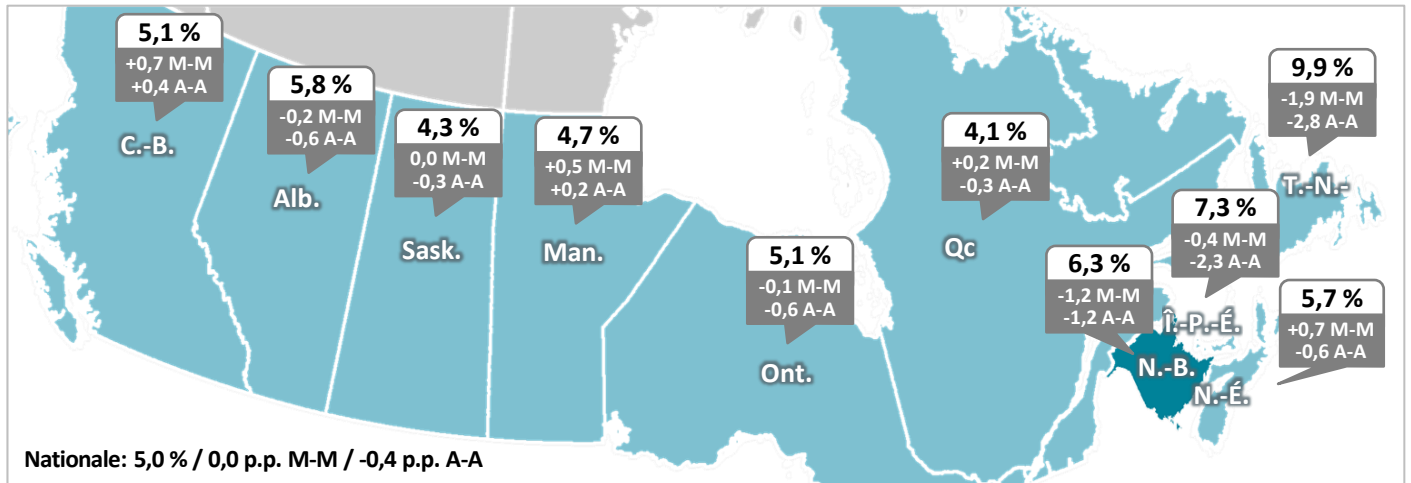 5,1 %
+0,7 M-M
+0,4 A-A
C.-B.
5,8 %
-0,2 M-M
-0,6 A-A
Alb.
4,3 %
0,0 M-M
-0,3 A-A
Sask.
4,7 %
+0,5 M-M
+0,2 A-A
Man.
5,1 %
-0,1 M-M
-0,6 A-A
Ont.
4,1 %
+0,2 M-M
-0,3 A-A
Qc
9,9 %
-1,9 M-M
-2,8 A-A
T.-N.-
7,3 %
-0,4 M-M
-2,3 A-A
Î.-P.-É.
6,3 %
-1,2 M-M
-1,2 A-A
N.-B.
5,7 %
+0,7 M-M
-0,6 A-A
N.-É.
Nationale: 5,0 % / 0,0 p.p. M-M / -0,4 p.p. A-A